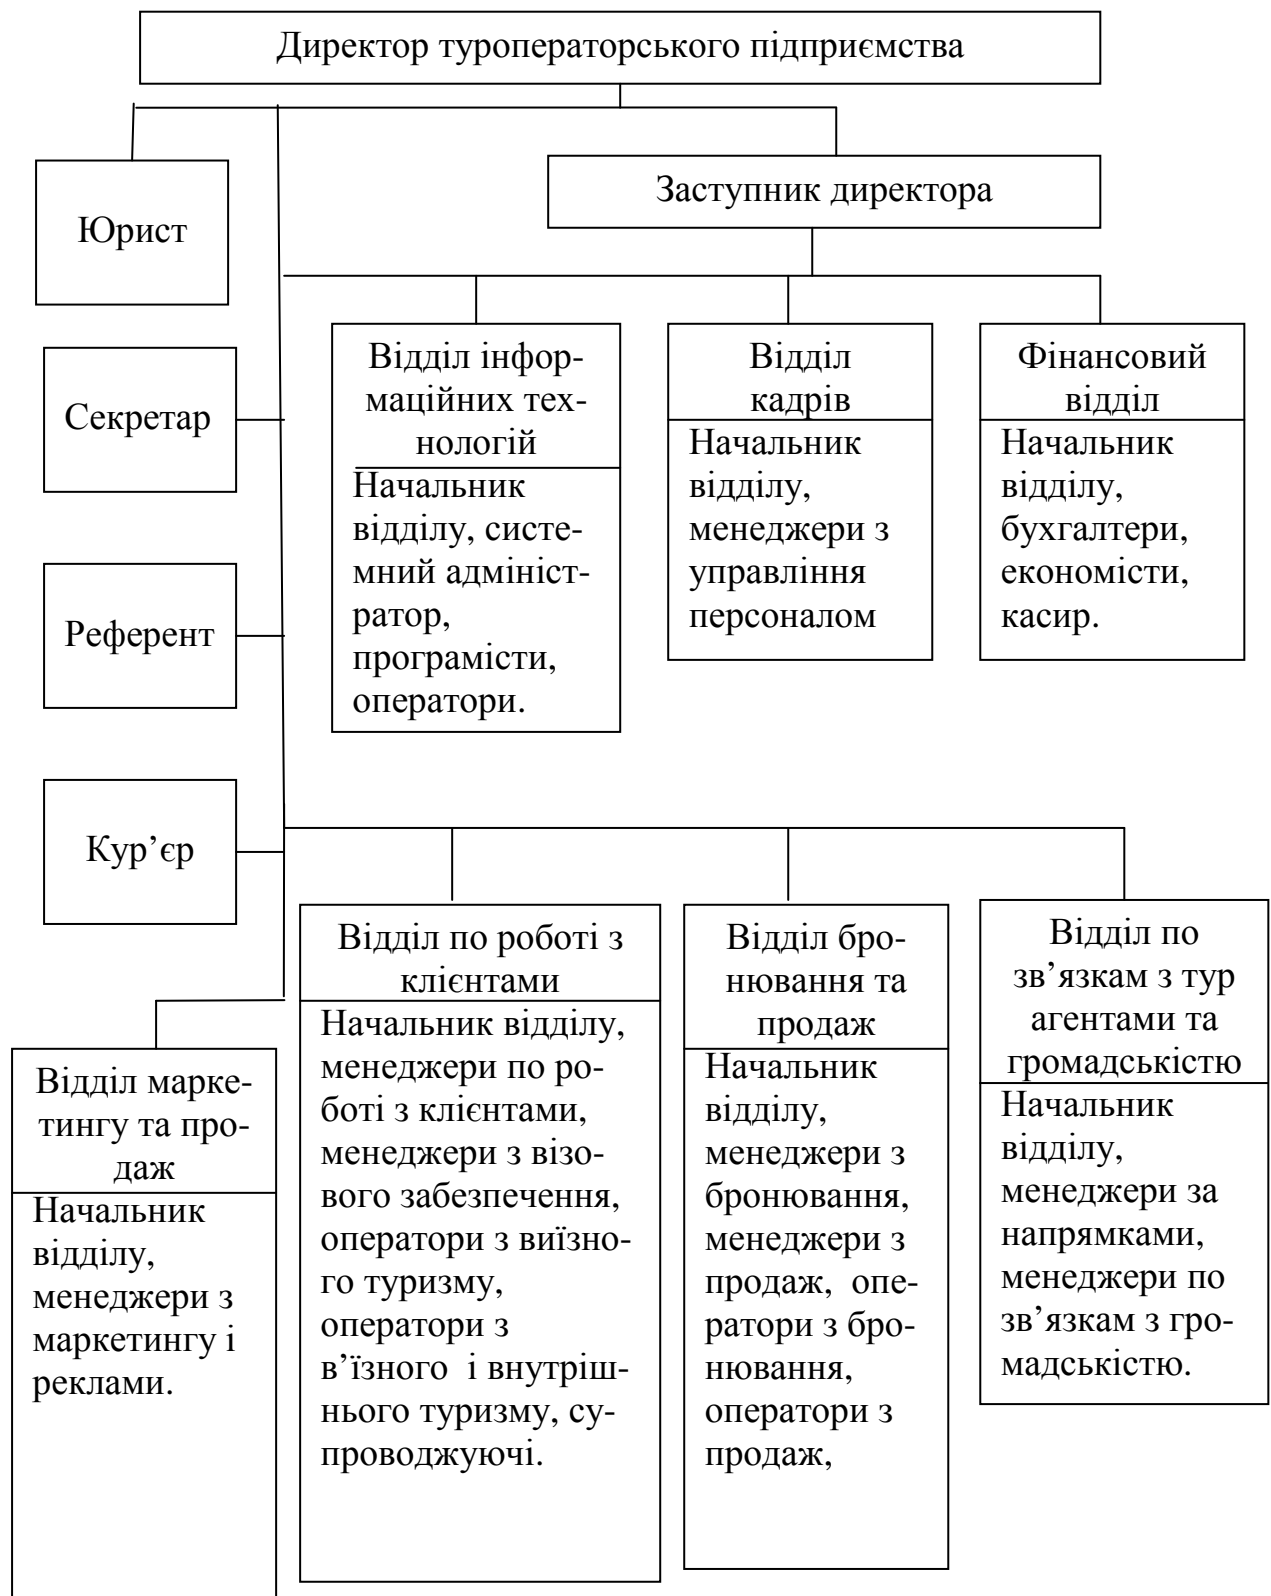 Директор туроператорського підприємства
Заступник директора
Юрист
Секретар
Референт
Кур’єр
Відділ інфор-
маційних тех-
нологій
Начальник
відділу, систе-
мний адмініст-
ратор,
програмісти,
оператори.
Відділ
кадрів
Начальник
відділу,
менеджери з
управління
персоналом
Фінансовий
відділ
Начальник
відділу,
бухгалтери,
економісти,
касир.
Відділ марке-
тингу та про-
даж
Начальник
відділу,
менеджери з
маркетингу і
реклами.
Відділ по роботі з
клієнтами
Начальник відділу,
менеджери по ро-
боті з клієнтами,
менеджери з візо-
вого забезпечення,
оператори з виїзно-
го туризму,
оператори з
в’їзного і внутріш-
нього туризму, су-
проводжуючі.
Відділ бро-
нювання та
продаж
Начальник
відділу,
менеджери з
бронювання,
менеджери з
продаж, опе-
ратори з бро-
нювання,
оператори з
продаж,
Відділ по
зв’язкам з тур
агентами та
громадськістю
Начальник
відділу,
менеджери за
напрямками,
менеджери по
зв’язкам з гро-
мадськістю.